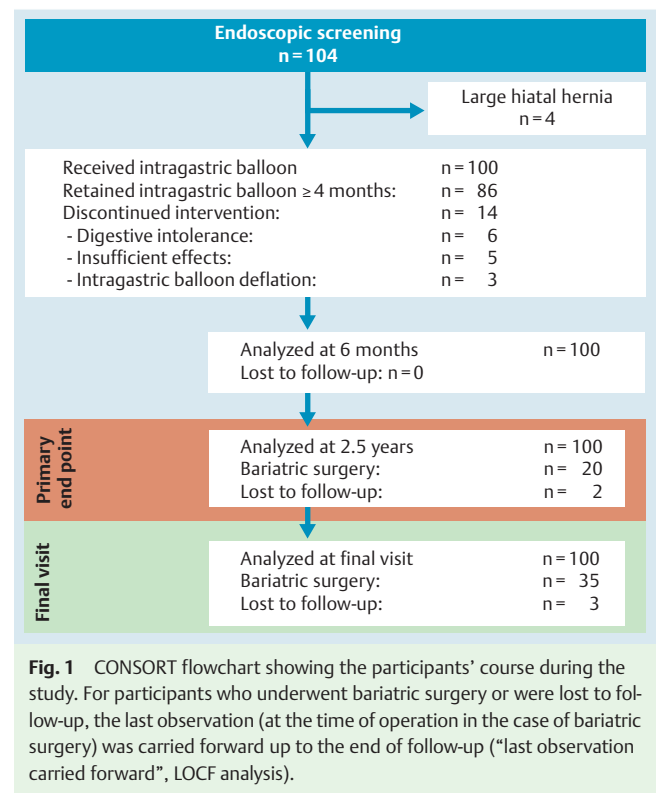 Endoscopic screening
n = 104
Large hiatal hernia
n = 4
Received intragastric balloon n = 100
Retained intragastric balloon ≥ 4 months: n = 86
Discontinued intervention: n = 14
- Digestive intolerance: n = 6
- Insufficient effects: n = 5
- Intragastric balloon deflation: n = 3
Analyzed at 6 months n = 100
Lost to follow-up: n = 0
Primary
end point
Analyzed at 2.5 years n = 100
Bariatric surgery: n = 20
Lost to follow-up: n = 2
Final visit
Analyzed at final visit n = 100
Bariatric surgery: n = 35
Lost to follow-up: n = 3
Fig. 1 CONSORT flowchart showing the participants’ course during the
study. For participants who underwent bariatric surgery or were lost to fol-
low-up, the last observation (at the time of operation in the case of bariatric
surgery) was carried forward up to the end of follow-up (“last observation
carried forward”, LOCF analysis).